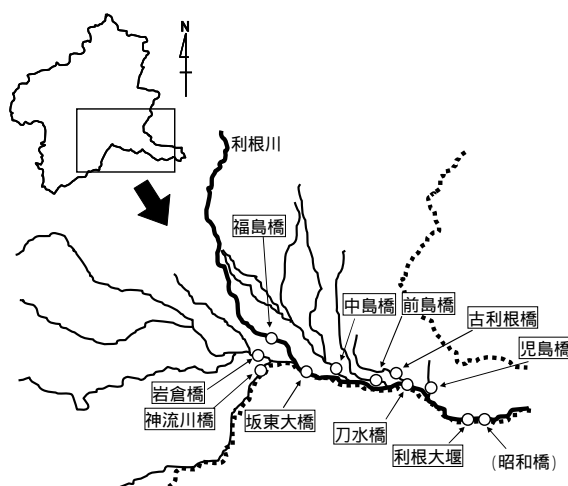 N
利根川
福島橋
中島橋
前島橋
古利根橋
児島橋
岩倉橋
神流川橋
坂東大橋
刀水橋
利根大堰
(昭和橋)